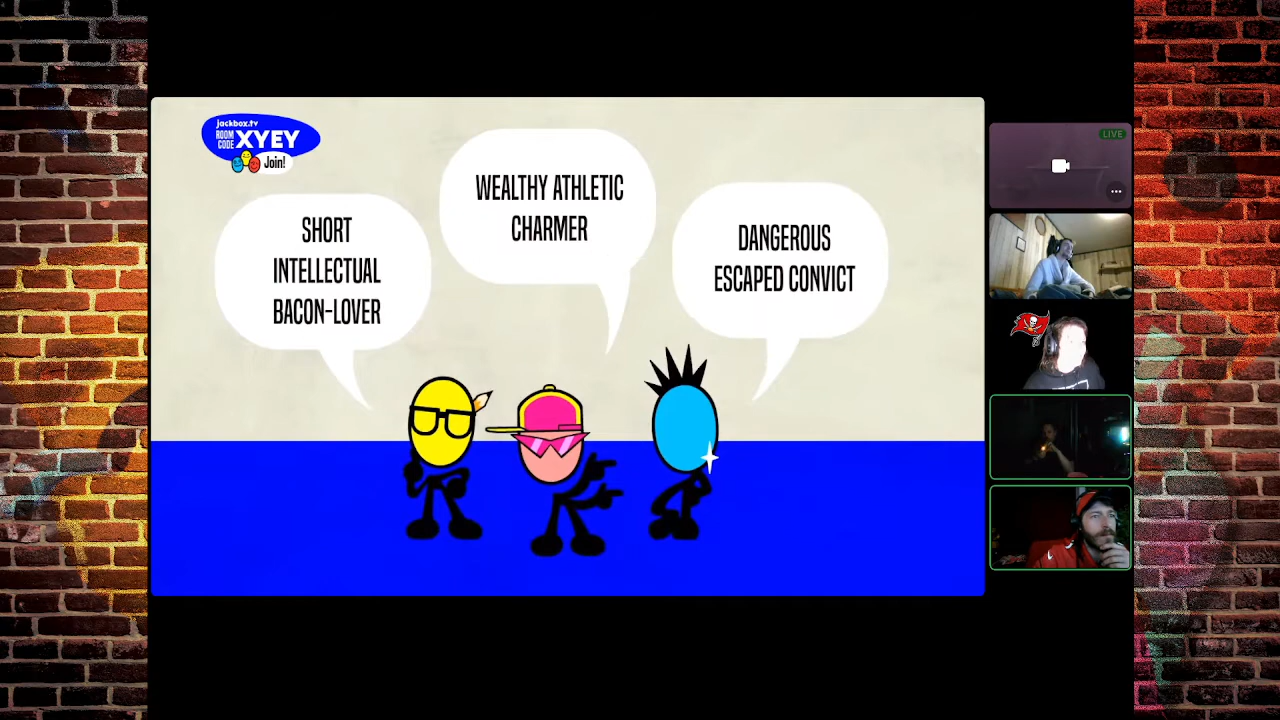 jackbox.tv
ROOM
CODE
XYEY
Join!
WEALTHY ATHLETIC
CHARMER
SHORT
INTELLECTUAL
BACON-LOVER
DANGEROUS
ESCAPED CONVICT
LIVE